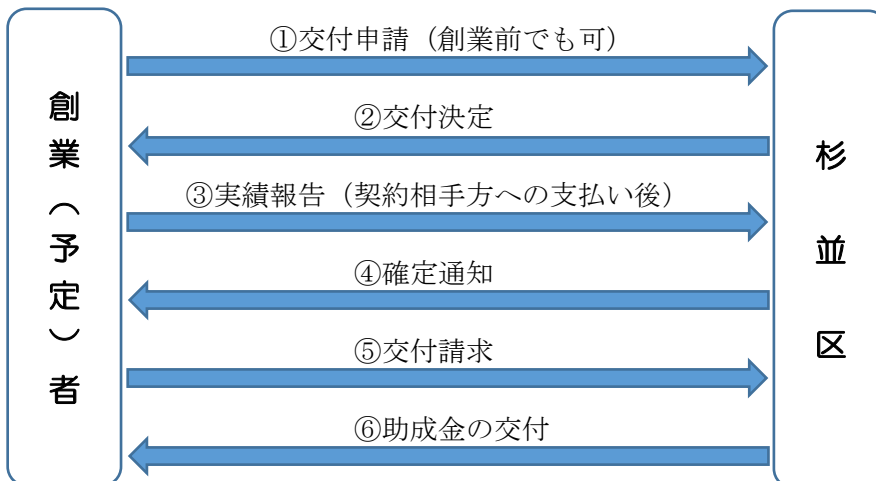 創業（予定）者
①交付申請（創業前でも可）
②交付決定
③実績報告（契約相手方への支払い後）
④確定通知
⑤交付請求
⑥助成金の交付
杉並区